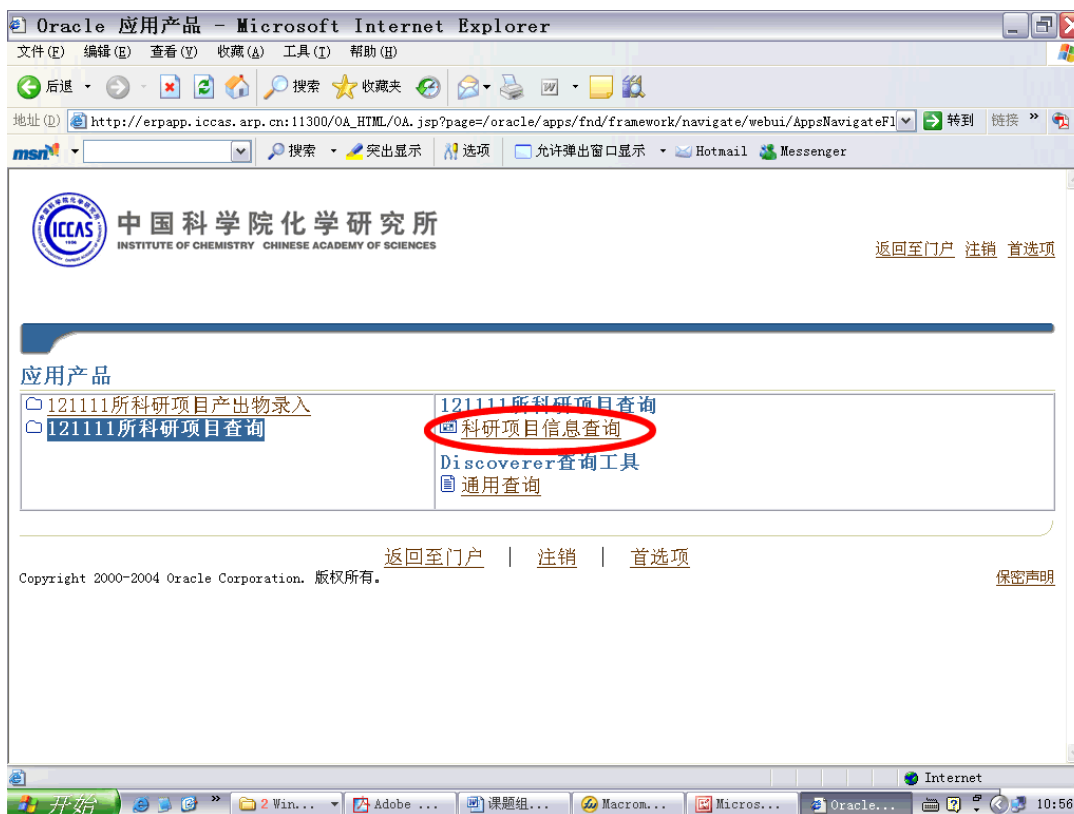 Oracle 应用产品 - Microsoft Internet Explorer
文件(F) 编辑(E) 查看(V) 收藏(A) 工具(T) 帮助(H)
后退 搜索 收藏夹
地址(D) http://erpapp.iccas.arp.cn:11300/OA_HTML/OA.jsp?page=/oracle/apps/fnd/framework/navigate/webui/AppsNavigateFl 转到 链接 »
msn 搜索 突出显示 选项 允许弹出窗口显示 Hotmail Messenger
ICCAS
中国科学院化学研究所
INSTITUTE OF CHEMISTRY CHINESE ACADEMY OF SCIENCES
返回至门户 注销 首选项
应用产品
121111所科研项目产出物录入
121111所科研项目查询
121111所科研项目查询
科研项目信息查询
Discoverer查询工具
通用查询
返回至门户 | 注销 | 首选项
Copyright 2000-2004 Oracle Corporation. 版权所有。
保密声明
Internet
开始 » 2 Win... Adobe ... 课题组... Macrom... Micros... Oracle... 10:56